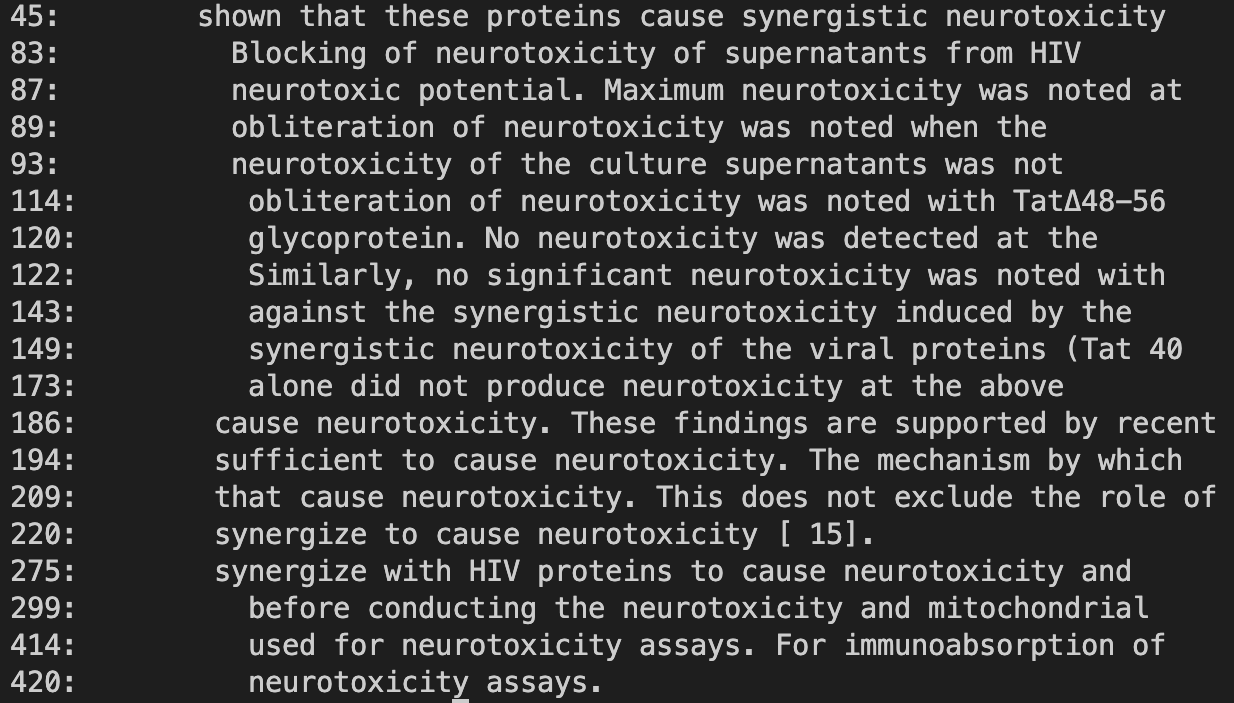 45:        shown that these proteins cause synergistic neurotoxicity
83:          Blocking of neurotoxicity of supernatants from HIV
87:          neurotoxic potential. Maximum neurotoxicity was noted at
89:          obliteration of neurotoxicity was noted when the
93:          neurotoxicity of the culture supernatants was not
114:          obliteration of neurotoxicity was noted with TatΔ48–56
120:          glycoprotein. No neurotoxicity was detected at the
122:          Similarly, no significant neurotoxicity was noted with
143:          against the synergistic neurotoxicity induced by the
149:          synergistic neurotoxicity of the viral proteins (Tat 40
173:          alone did not produce neurotoxicity at the above
186:        cause neurotoxicity. These findings are supported by recent
194:        sufficient to cause neurotoxicity. The mechanism by which
209:        that cause neurotoxicity. This does not exclude the role of
220:        synergize to cause neurotoxicity [ 15].
275:        synergize with HIV proteins to cause neurotoxicity and
299:          before conducting the neurotoxicity and mitochondrial
414:          used for neurotoxicity assays. For immunoabsorption of
420:          neurotoxicity assays.